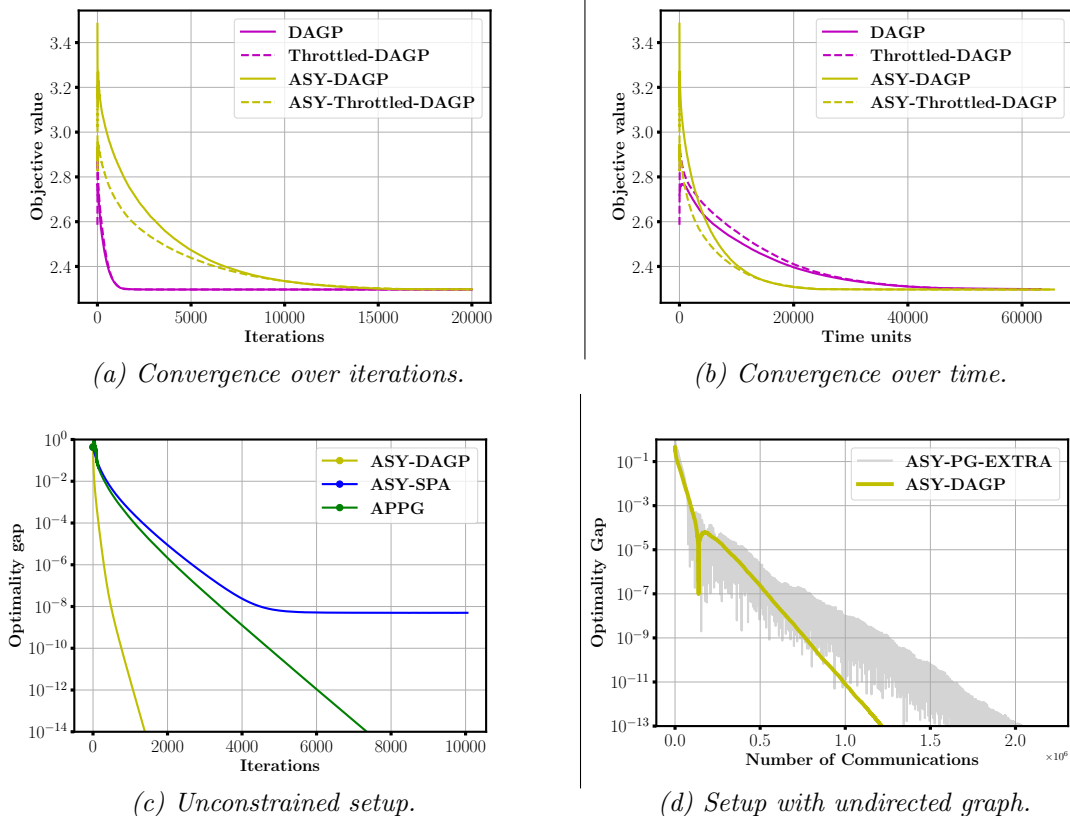 DAGP
Throttled-DAGP
ASY-DAGP
ASY-Throttled-DAGP
3.4
3.2
3.0
2.8
2.6
2.4
Objective value
0
5000
10000
15000
20000
Iterations
(a) Convergence over iterations.
DAGP
Throttled-DAGP
ASY-DAGP
ASY-Throttled-DAGP
3.4
3.2
3.0
2.8
2.6
2.4
Objective value
0
20000
40000
60000
Time units
(b) Convergence over time.
ASY-DAGP
ASY-SPA
APPG
10^0
10^−2
10^−4
10^−6
10^−8
10^−10
10^−12
10^−14
Optimality gap
0
2000
4000
6000
8000
10000
Iterations
(c) Unconstrained setup.
ASY-PG-EXTRA
ASY-DAGP
10^−1
10^−3
10^−5
10^−7
10^−9
10^−11
10^−13
Optimality Gap
0.0
0.5
1.0
1.5
2.0
×10^6
Number of Communications
(d) Setup with undirected graph.